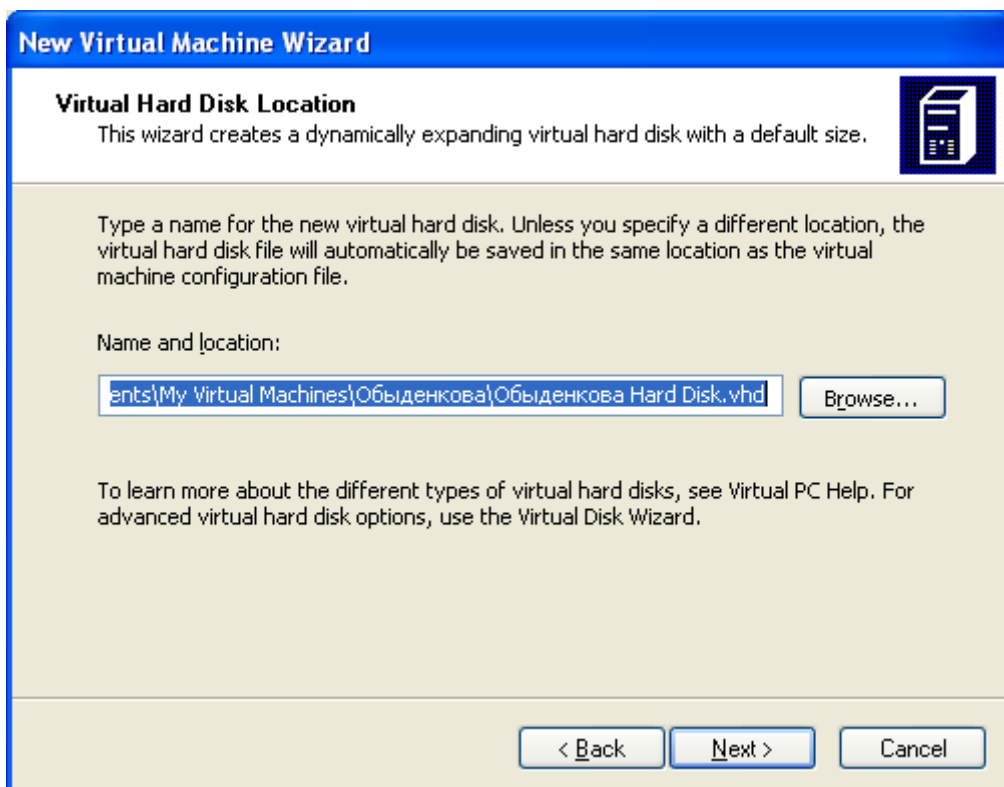 New Virtual Machine Wizard
Virtual Hard Disk Location
This wizard creates a dynamically expanding virtual hard disk with a default size.
Type a name for the new virtual hard disk. Unless you specify a different location, the
virtual hard disk file will automatically be saved in the same location as the virtual
machine configuration file.
Name and location:
ents\My Virtual Machines\Обыденкова\Обыденкова Hard Disk.vhd
Browse...
To learn more about the different types of virtual hard disks, see Virtual PC Help. For
advanced virtual hard disk options, use the Virtual Disk Wizard.
< Back
Next >
Cancel